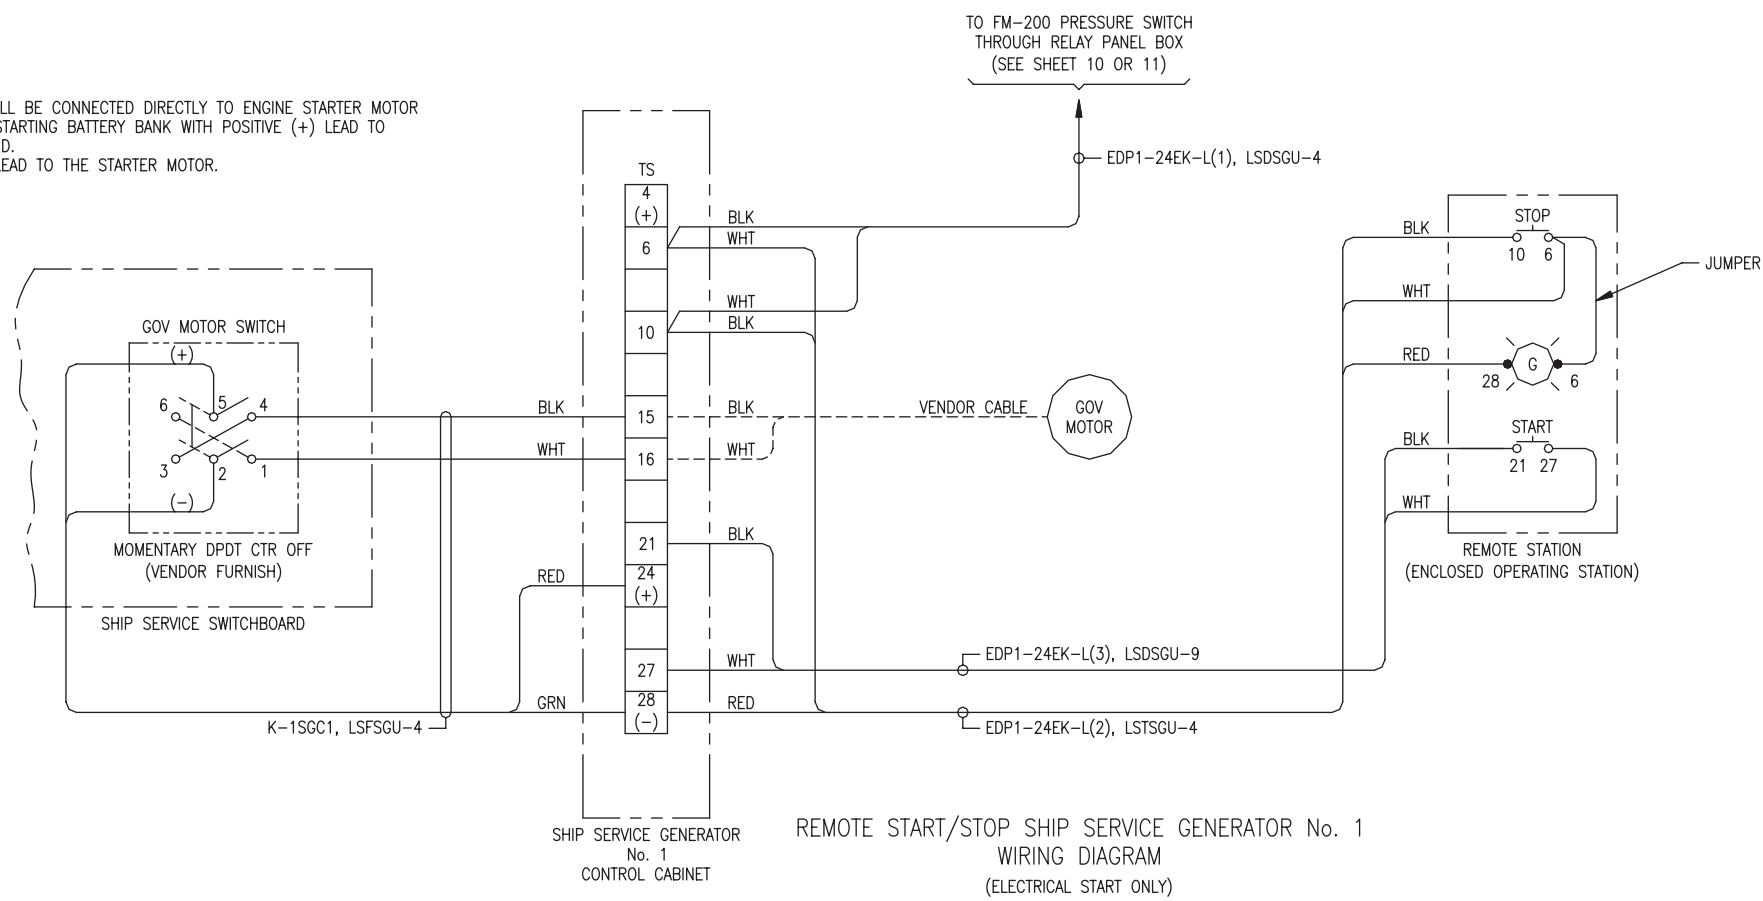 TO FM-200 PRESSURE SWITCH
THROUGH RELAY PANEL BOX
(SEE SHEET 10 OR 11)
LL BE CONNECTED DIRECTLY TO ENGINE STARTER MOTOR
STARTING BATTERY BANK WITH POSITIVE (+) LEAD TO
D.
LEAD TO THE STARTER MOTOR.
EDP1-24EK-L(1), LSDSGU-4
TS
4
(+)
6
10
15
16
21
24
(+)
27
28
(-)
BLK
WHT
WHT
BLK
BLK
WHT
BLK
WHT
RED
BLK
WHT
RED
GRN
VENDOR CABLE
GOV
MOTOR
GOV MOTOR SWITCH
(+)
6 5 4
3 2 1
(-)
MOMENTARY DPDT CTR OFF
(VENDOR FURNISH)
SHIP SERVICE SWITCHBOARD
K-1SGC1, LSFSGU-4
EDP1-24EK-L(3), LSDSGU-9
EDP1-24EK-L(2), LSTSGU-4
BLK
STOP
10 6
JUMPER
WHT
RED
G
28 6
START
BLK
21 27
WHT
REMOTE STATION
(ENCLOSED OPERATING STATION)
SHIP SERVICE GENERATOR
No. 1
CONTROL CABINET
REMOTE START/STOP SHIP SERVICE GENERATOR No. 1
WIRING DIAGRAM
(ELECTRICAL START ONLY)